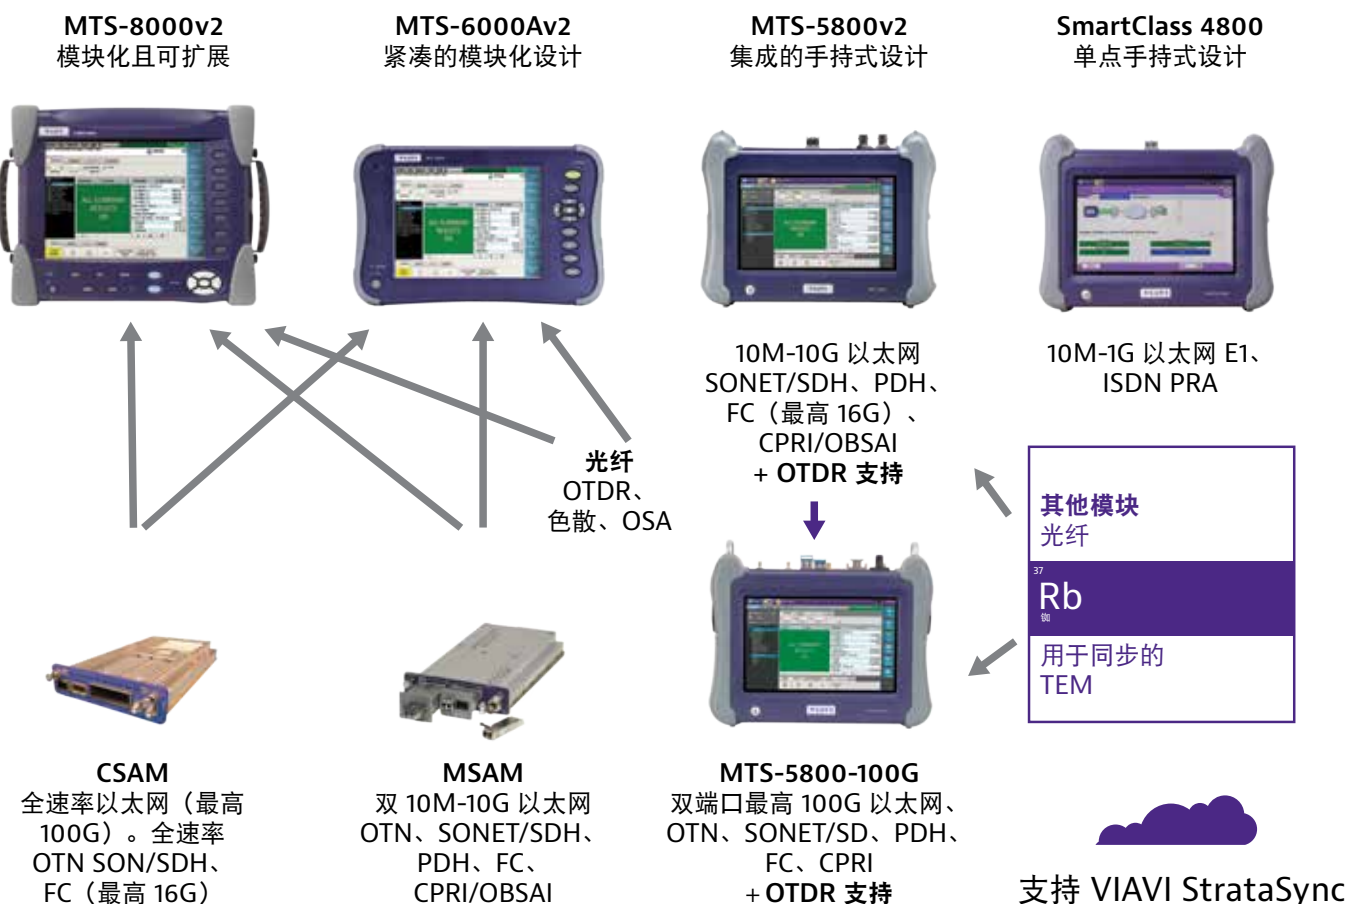 MTS-8000v2
模块化且可扩展
MTS-6000Av2
紧凑的模块化设计
MTS-5800v2
集成的手持式设计
SmartClass 4800
单点手持式设计
10M-10G 以太网
SONET/SDH、PDH、
FC（最高 16G）、
CPRI/OBSAI
+ OTDR 支持
10M-1G 以太网 E1、
ISDN PRA
光纤
OTDR、
色散、OSA
其他模块
光纤
37
Rb
铷
用于同步的
TEM
CSAM
全速率以太网（最高
100G）。全速率
OTN SON/SDH、
FC（最高 16G）
MSAM
双 10M-10G 以太网
OTN、SONET/SDH、
PDH、FC、
CPRI/OBSAI
MTS-5800-100G
双端口最高 100G 以太网、
OTN、SONET/SD、PDH、
FC、CPRI
+ OTDR 支持
支持 VIAVI StrataSync